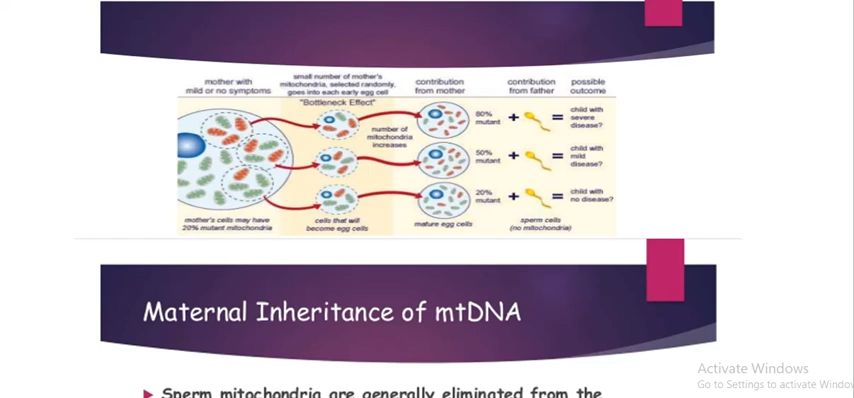 mother with
mild or no symptoms
small number of mother's
mitochondria, selected randomly,
goes into each early egg cell
"Bottleneck Effect"
contribution
from mother
contribution
from father
possible
outcome
number of
mitochondria
increases
80%
mutant
+
=
child with
severe
disease?
50%
mutant
+
=
child with
mild
disease?
20%
mutant
+
=
child with
no disease?
mother's cells may have
20% mutant mitochondria
cells that will
become egg cells
mature egg cells
sperm cells
(no mitochondria)
Maternal Inheritance of mtDNA
Sperm mitochondria are generally eliminated from the
Activate Windows
Go to Settings to activate Window